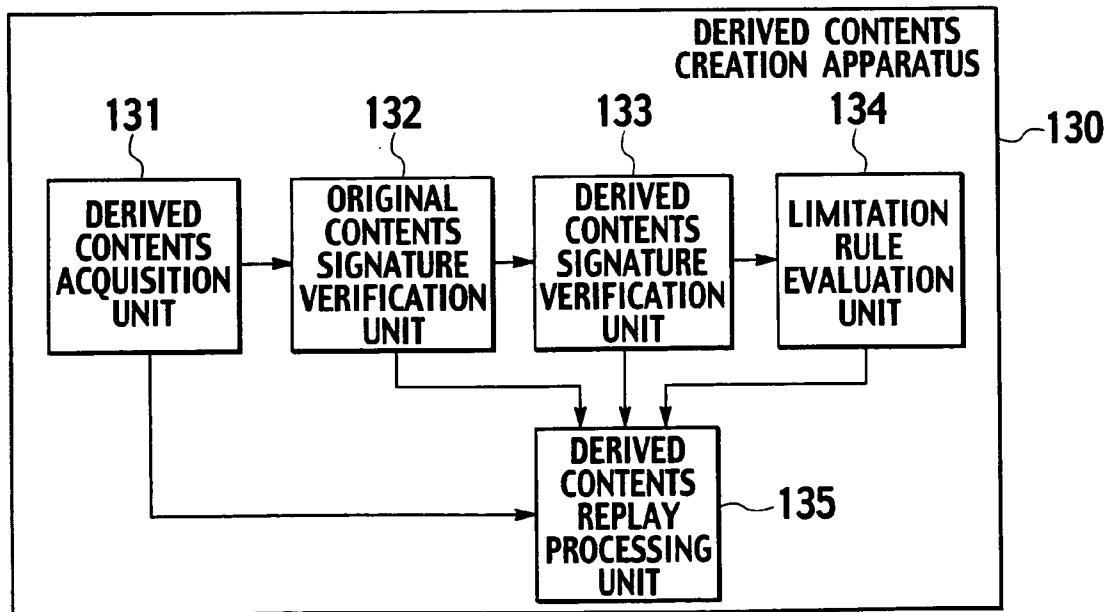 DERIVED CONTENTS
CREATION APPARATUS
130
131
132
133
134
DERIVED
CONTENTS
ACQUISITION
UNIT
ORIGINAL
CONTENTS
SIGNATURE
VERIFICATION
UNIT
DERIVED
CONTENTS
SIGNATURE
VERIFICATION
UNIT
LIMITATION
RULE
EVALUATION
UNIT
DERIVED
CONTENTS
REPLAY
PROCESSING
UNIT
135